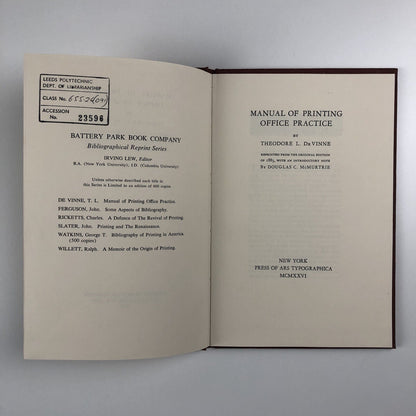 LEEDS POLYTECHNIC
DEPT. OF LIBRARIANSHIP
CLASS No.
ACCESSION
No. 23596
BATTERY PARK BOOK COMPANY
Bibliographical Reprint Series
IRVING LEW, Editor
B.A. (New York University), J.D. (Columbia University)
Unless otherwise described each title in
this Series is Limited to an edition of 600 copies
DE VINNE, T. L. Manual of Printing Office Practice.
FERGUSON, John. Some Aspects of Bibliography.
RICKETTS, Charles. A Defence of The Revival of Printing.
SLATER, John. Printing and The Renaissance.
WATKINS, George T. Bibliography of Printing in America.
(500 copies)
WILLETT, Ralph. A Memoir of the Origin of Printing.
MANUAL OF PRINTING
OFFICE PRACTICE
BY
THEODORE L. DE VINNE
REPRINTED FROM THE ORIGINAL EDITION
OF 1883, WITH AN INTRODUCTORY NOTE
BY DOUGLAS C. McMURTRIE
NEW YORK
PRESS OF ARS TYPOGRAPHICA
MCMXXVI